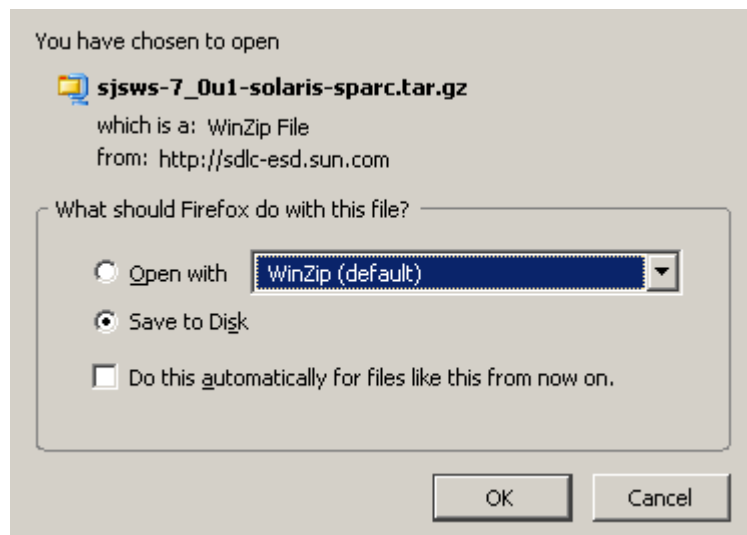 You have chosen to open
sjsws-7_0u1-solaris-sparc.tar.gz
which is a: WinZip File
from: http://sdlc-esd.sun.com
What should Firefox do with this file?
Open with WinZip (default)
Save to Disk
Do this automatically for files like this from now on.
OK Cancel